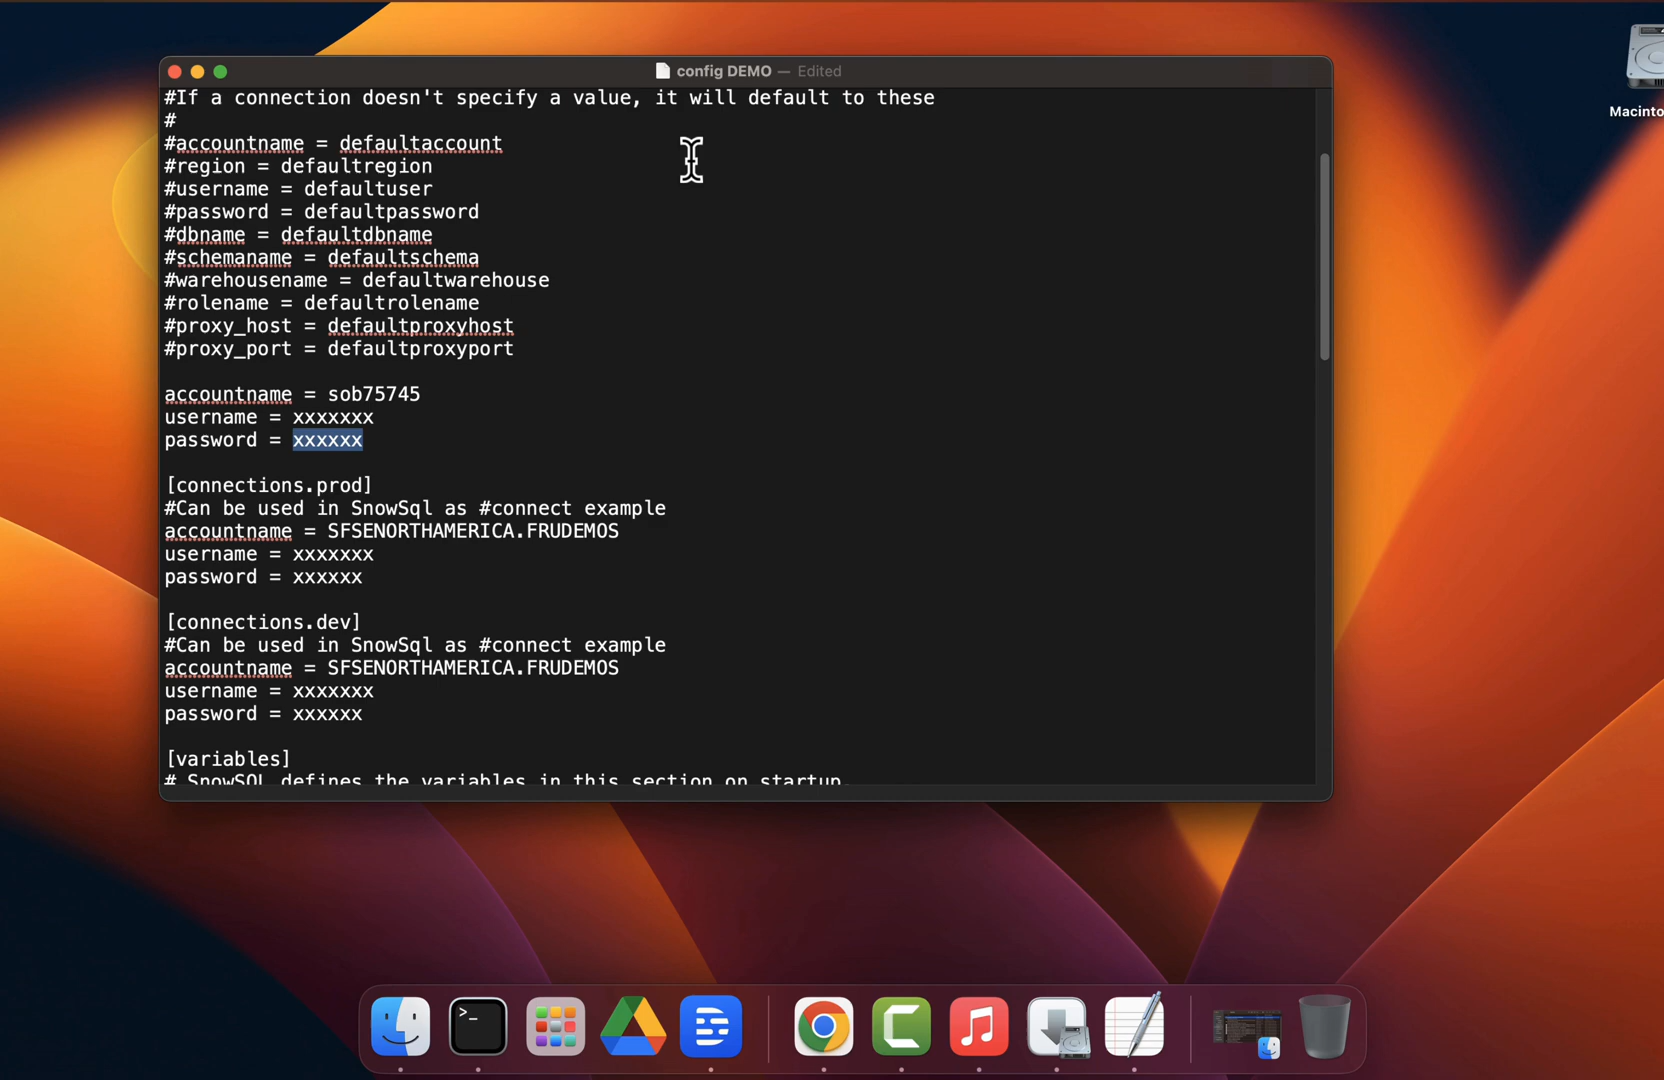 config DEMO — Edited
#If a connection doesn't specify a value, it will default to these
#
#accountname = defaultaccount
#region = defaultregion
#username = defaultuser
#password = defaultpassword
#dbname = defaultdbname
#schemaname = defaultschema
#warehousename = defaultwarehouse
#rolename = defaultrolename
#proxy_host = defaultproxyhost
#proxy_port = defaultproxyport
accountname = sob75745
username = xxxxxxx
password = xxxxxx
[connections.prod]
#Can be used in SnowSql as #connect example
accountname = SFSENORTHAMERICA.FRUDEMOS
username = xxxxxxx
password = xxxxxx
[connections.dev]
#Can be used in SnowSql as #connect example
accountname = SFSENORTHAMERICA.FRUDEMOS
username = xxxxxxx
password = xxxxxx
[variables]
# SnowSQL defines the variables in this section on startup.
Macinto
>_